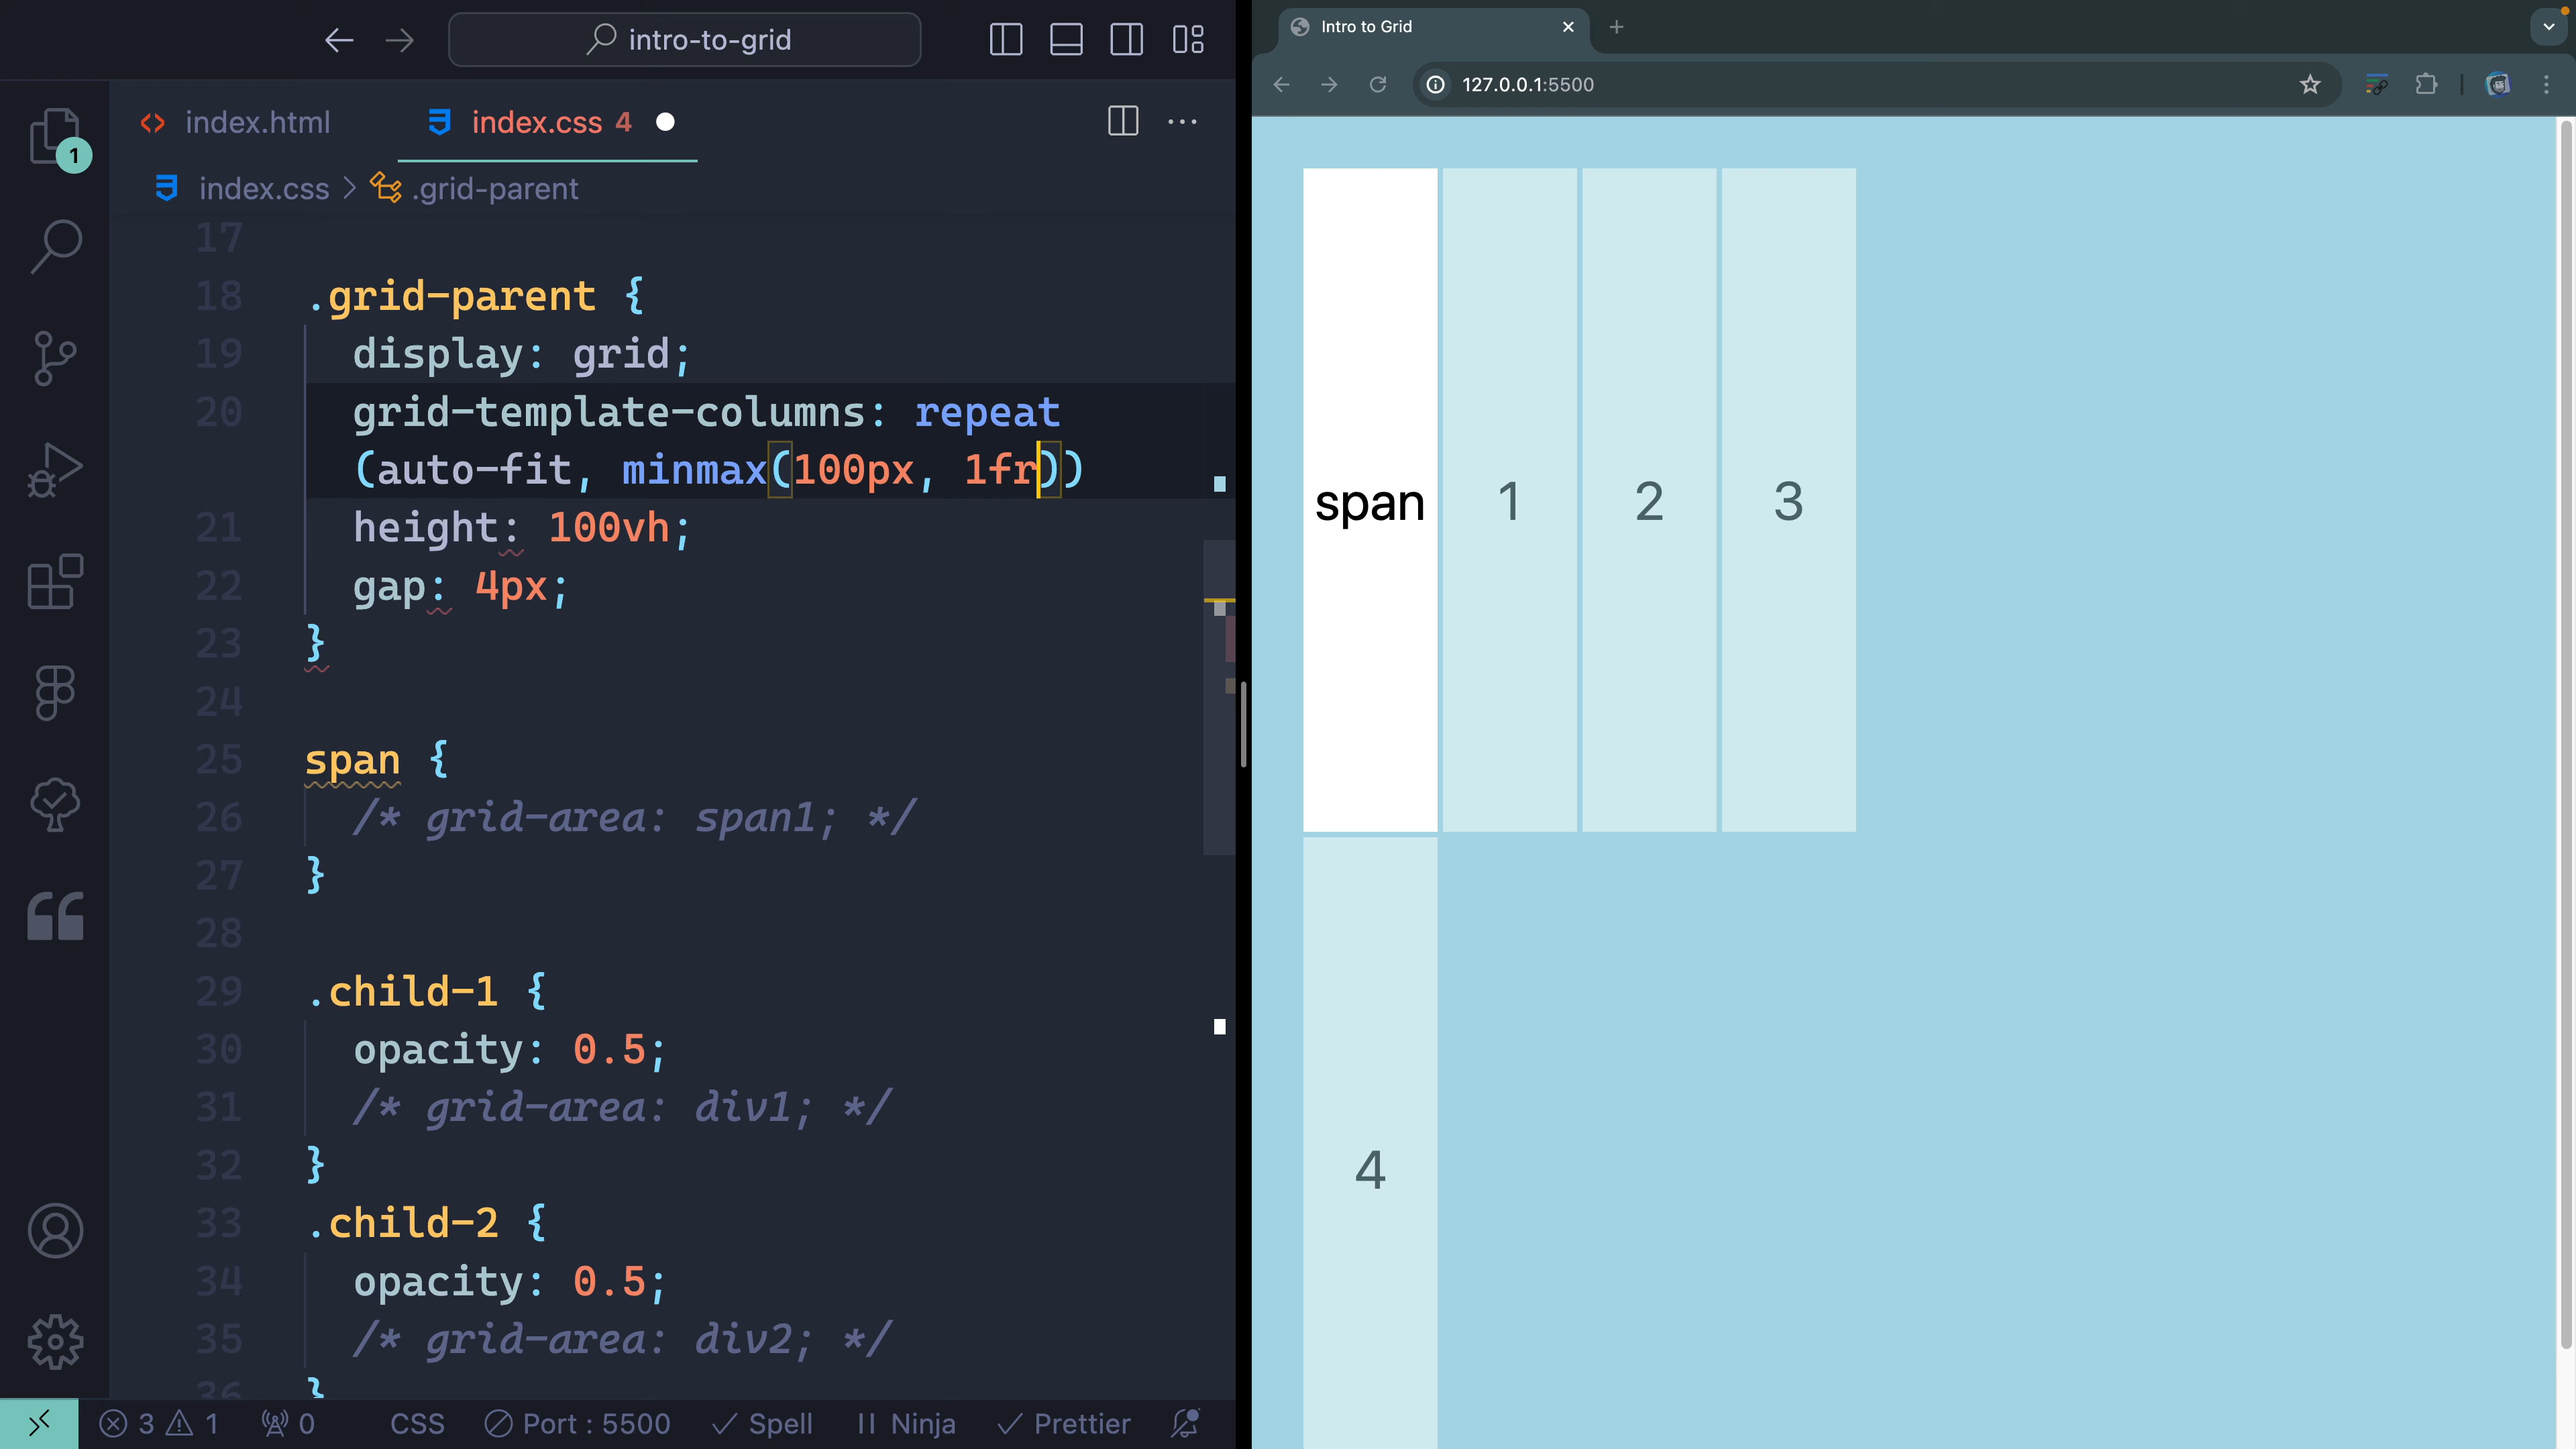 intro-to-grid
index.html
index.css 4
1
index.css > .grid-parent
17
18 .grid-parent {
19 display: grid;
20 grid-template-columns: repeat
(auto-fit, minmax(100px, 1fr))
21 height: 100vh;
22 gap: 4px;
23 }
24
25 span {
26 /* grid-area: span1; */
27 }
28
29 .child-1 {
30 opacity: 0.5;
31 /* grid-area: div1; */
32 }
33 .child-2 {
34 opacity: 0.5;
35 /* grid-area: div2; */
36 }
3 1 0 CSS Port : 5500 Spell Ninja Prettier
Intro to Grid
127.0.0.1:5500
span 1 2 3
4